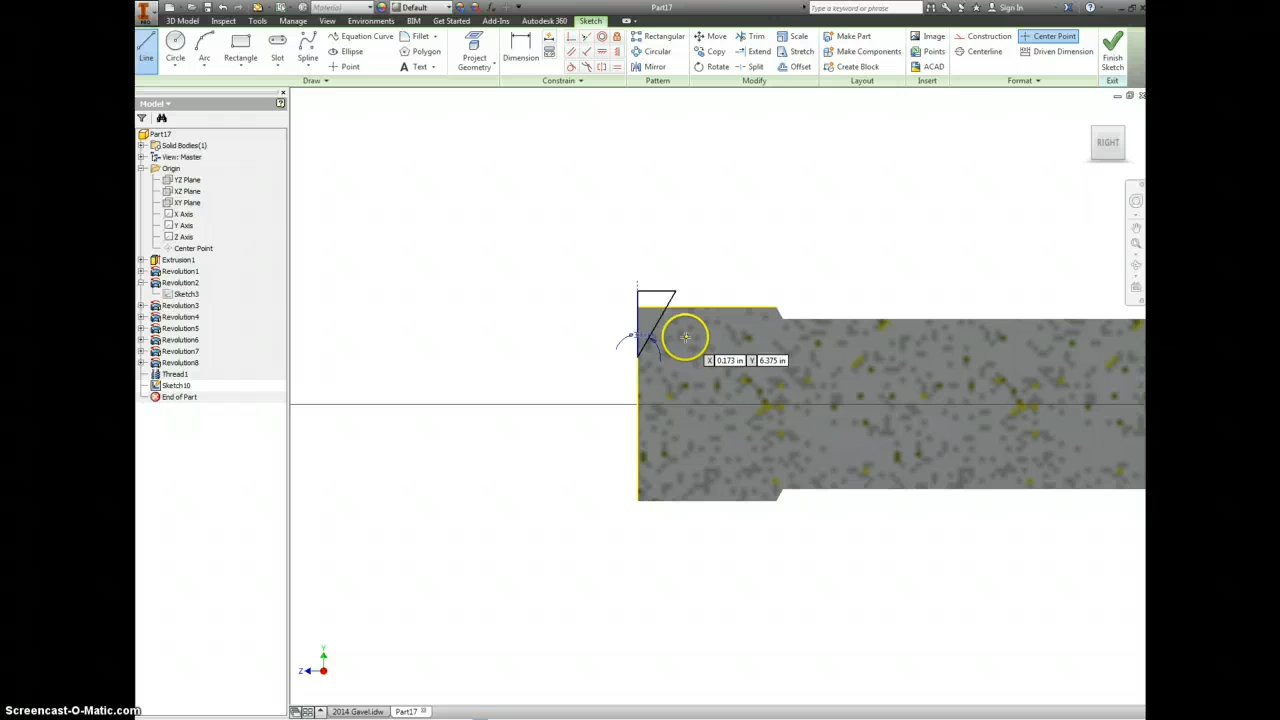 Material Default Part17 Type a keyword or phrase Sign In
PRO 3D Model Inspect Tools Manage View Environments BIM Get Started Add-Ins Autodesk 360 Sketch
Line Circle Arc Rectangle Slot Spline
Equation Curve Fillet
Ellipse Polygon
Point Text
Project Geometry
Dimension
Rectangular
Circular
Mirror
Move Trim Scale
Copy Extend Stretch
Rotate Split Offset
Make Part
Make Components
Create Block
Image
Points
ACAD
Construction Center Point
Centerline Driven Dimension
Finish Sketch
Draw Constrain Pattern Modify Layout Insert Format Exit
Model
Part17
Solid Bodies(1)
View: Master
Origin
YZ Plane
XZ Plane
XY Plane
X Axis
Y Axis
Z Axis
Center Point
Extrusion1
Revolution1
Revolution2
Sketch3
Revolution3
Revolution4
Revolution5
Revolution6
Revolution7
Revolution8
Thread1
Sketch10
End of Part
RIGHT
X 0.173 in Y 6.375 in
Y
Z
2014 Gavel.idw Part17
Screencast-O-Matic.com